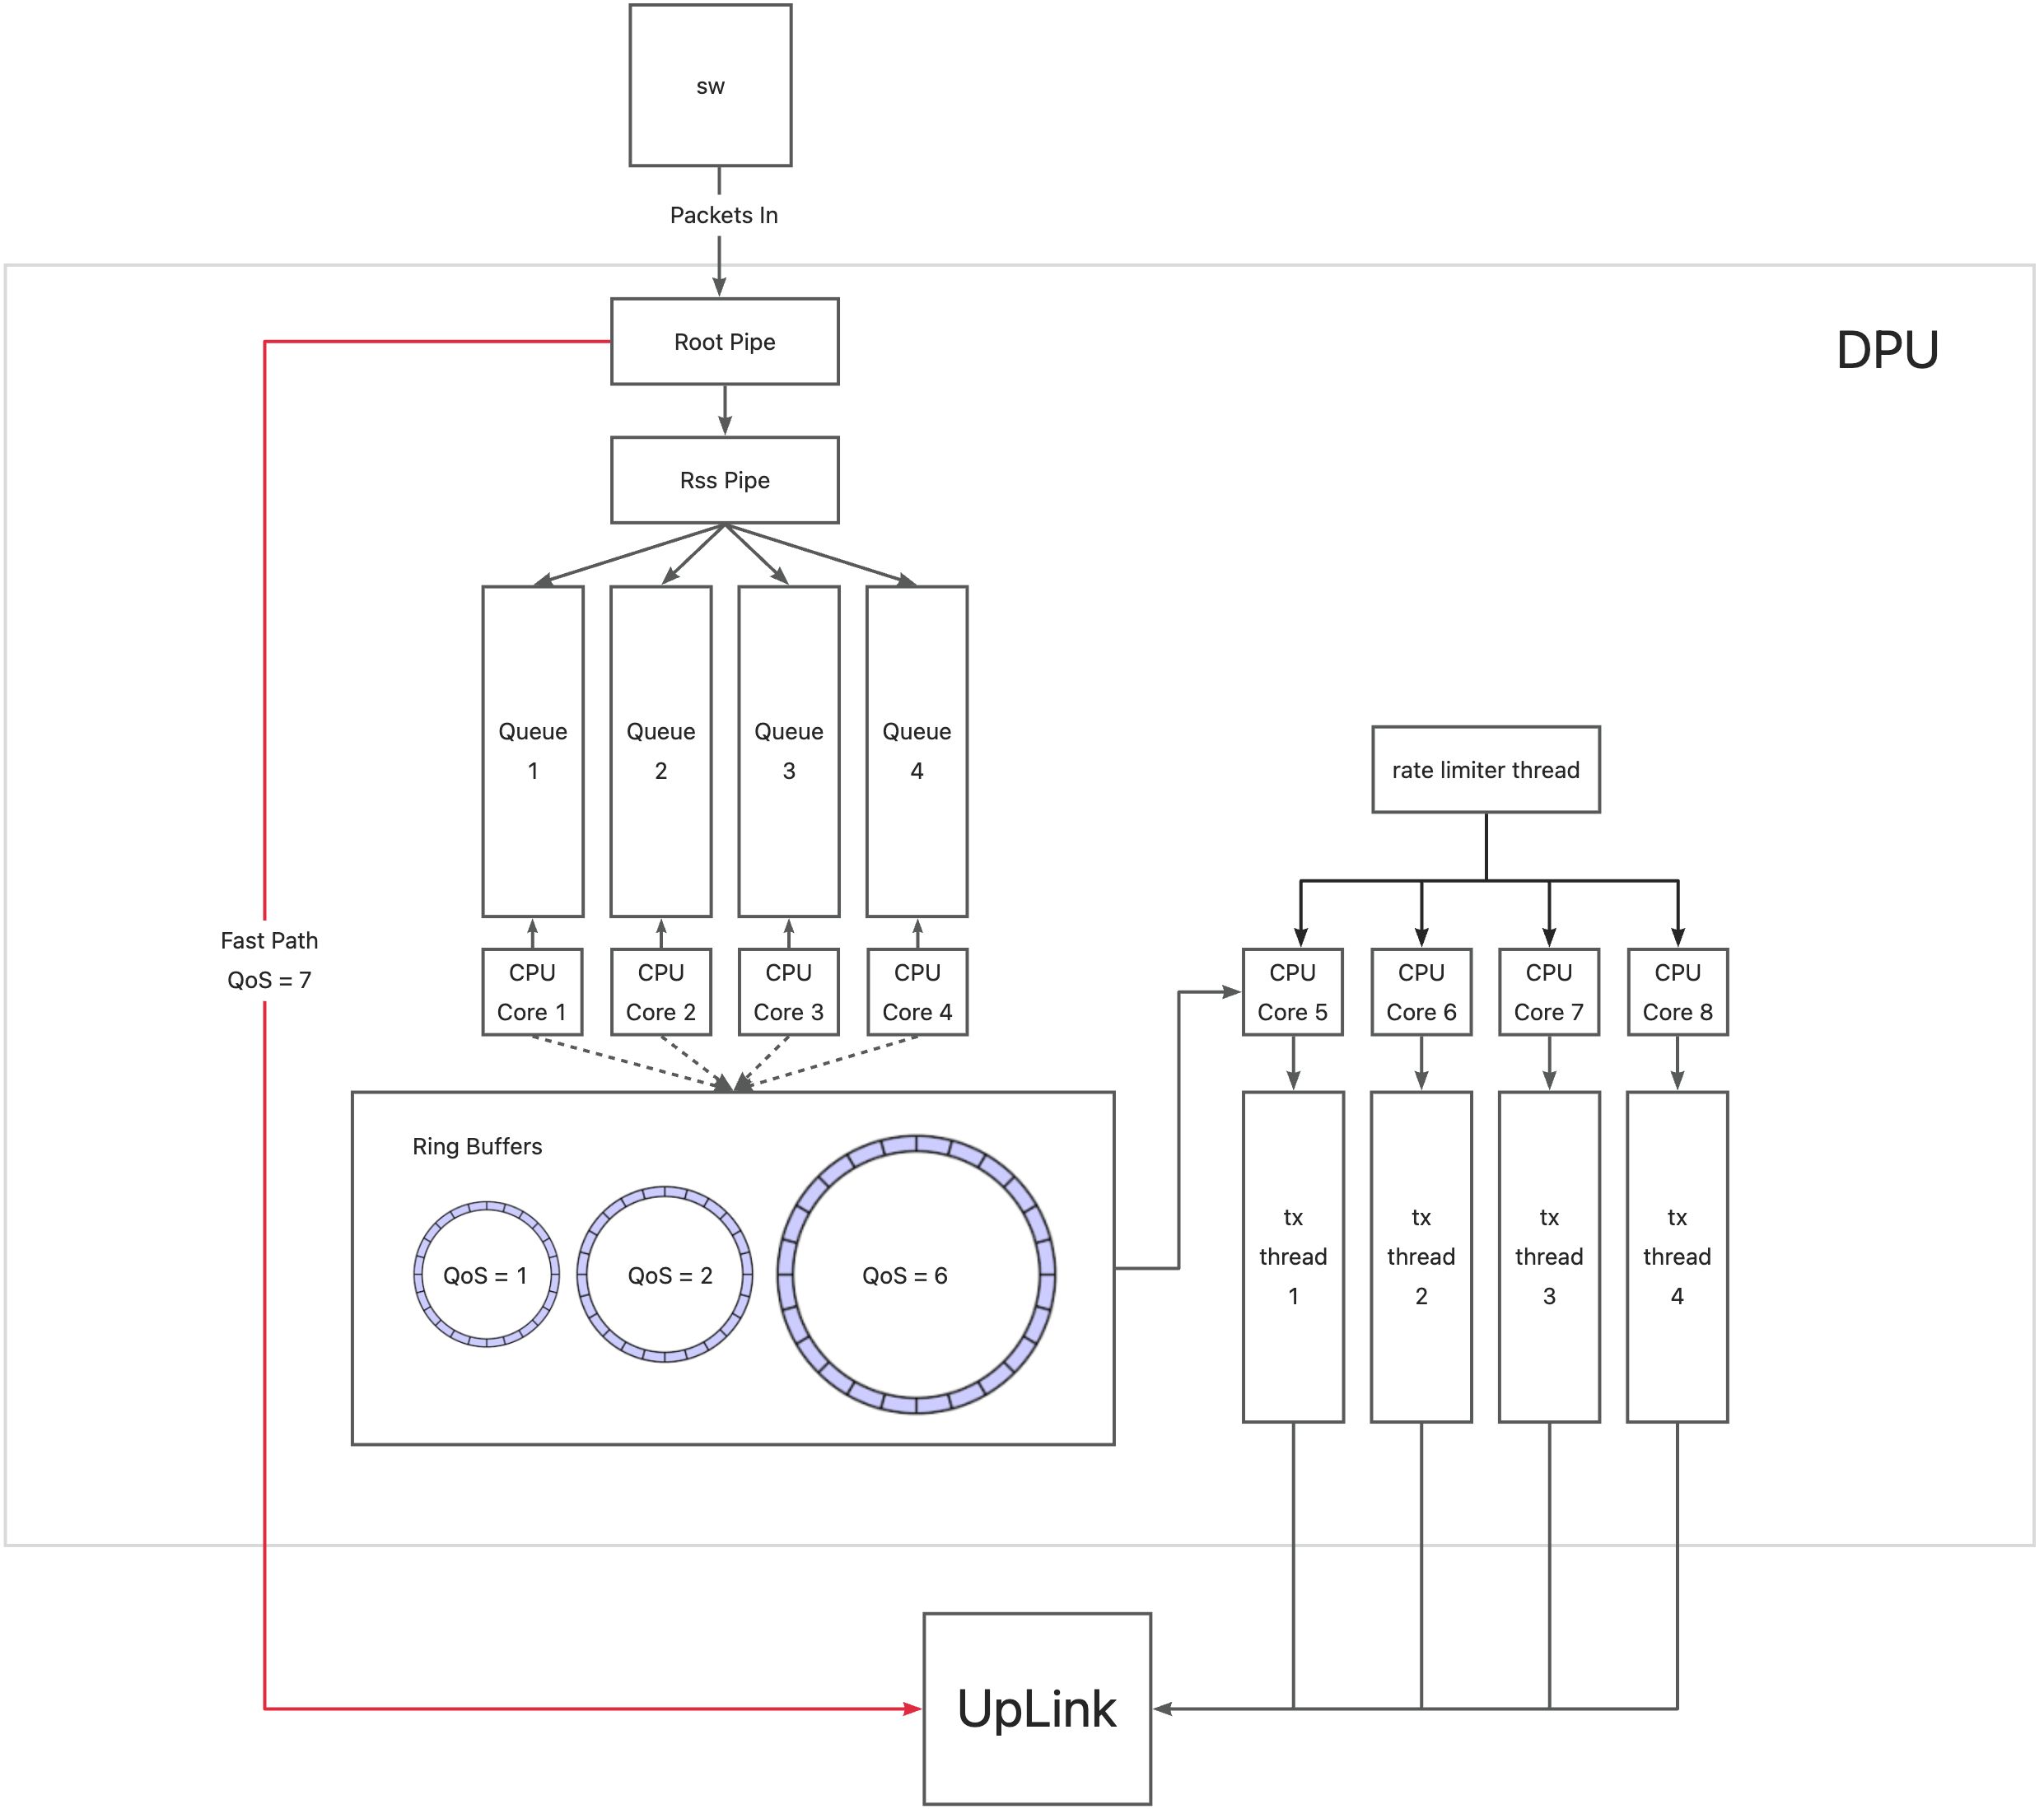 sw
Packets In
DPU
Root Pipe
Rss Pipe
Queue
1
Queue
2
Queue
3
Queue
4
rate limiter thread
Fast Path
QoS = 7
CPU
Core 1
CPU
Core 2
CPU
Core 3
CPU
Core 4
CPU
Core 5
CPU
Core 6
CPU
Core 7
CPU
Core 8
Ring Buffers
QoS = 1
QoS = 2
QoS = 6
tx
thread
1
tx
thread
2
tx
thread
3
tx
thread
4
UpLink